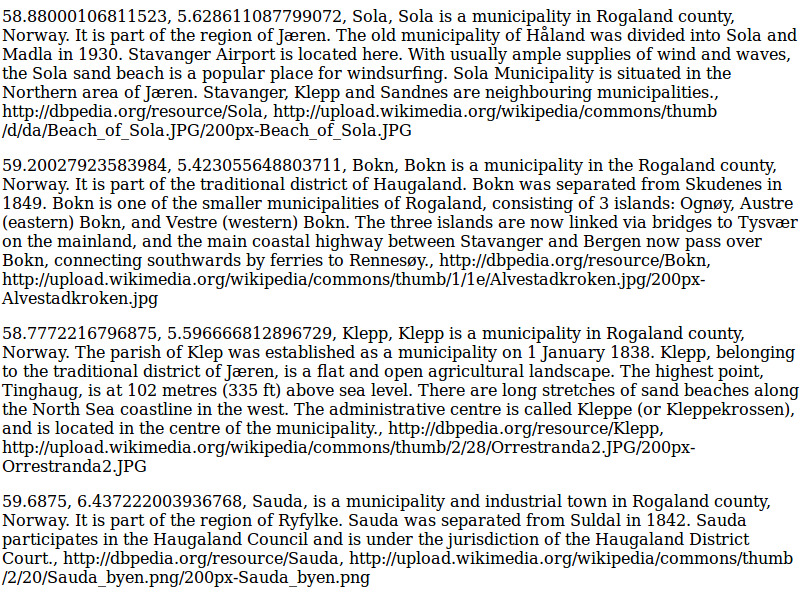 58.88000106811523, 5.628611087799072, Sola, Sola is a municipality in Rogaland county,
Norway. It is part of the region of Jæren. The old municipality of Håland was divided into Sola and
Madla in 1930. Stavanger Airport is located here. With usually ample supplies of wind and waves,
the Sola sand beach is a popular place for windsurfing. Sola Municipality is situated in the
Northern area of Jæren. Stavanger, Klepp and Sandnes are neighbouring municipalities.,
http://dbpedia.org/resource/Sola, http://upload.wikimedia.org/wikipedia/commons/thumb
/d/da/Beach_of_Sola.JPG/200px-Beach_of_Sola.JPG
59.20027923583984, 5.423055648803711, Bokn, Bokn is a municipality in the Rogaland county,
Norway. It is part of the traditional district of Haugaland. Bokn was separated from Skudenes in
1849. Bokn is one of the smaller municipalities of Rogaland, consisting of 3 islands: Ognøy, Austre
(eastern) Bokn, and Vestre (western) Bokn. The three islands are now linked via bridges to Tysvær
on the mainland, and the main coastal highway between Stavanger and Bergen now pass over
Bokn, connecting southwards by ferries to Rennesøy., http://dbpedia.org/resource/Bokn,
http://upload.wikimedia.org/wikipedia/commons/thumb/1/1e/Alvestadkroken.jpg/200px-
Alvestadkroken.jpg
58.7772216796875, 5.596666812896729, Klepp, Klepp is a municipality in Rogaland county,
Norway. The parish of Klep was established as a municipality on 1 January 1838. Klepp, belonging
to the traditional district of Jæren, is a flat and open agricultural landscape. The highest point,
Tinghaug, is at 102 metres (335 ft) above sea level. There are long stretches of sand beaches along
the North Sea coastline in the west. The administrative centre is called Kleppe (or Kleppekrossen),
and is located in the centre of the municipality., http://dbpedia.org/resource/Klepp,
http://upload.wikimedia.org/wikipedia/commons/thumb/2/28/Orrestranda2.JPG/200px-
Orrestranda2.JPG
59.6875, 6.437222003936768, Sauda, is a municipality and industrial town in Rogaland county,
Norway. It is part of the region of Ryfylke. Sauda was separated from Suldal in 1842. Sauda
participates in the Haugaland Council and is under the jurisdiction of the Haugaland District
Court., http://dbpedia.org/resource/Sauda, http://upload.wikimedia.org/wikipedia/commons/thumb
/2/20/Sauda_byen.png/200px-Sauda_byen.png